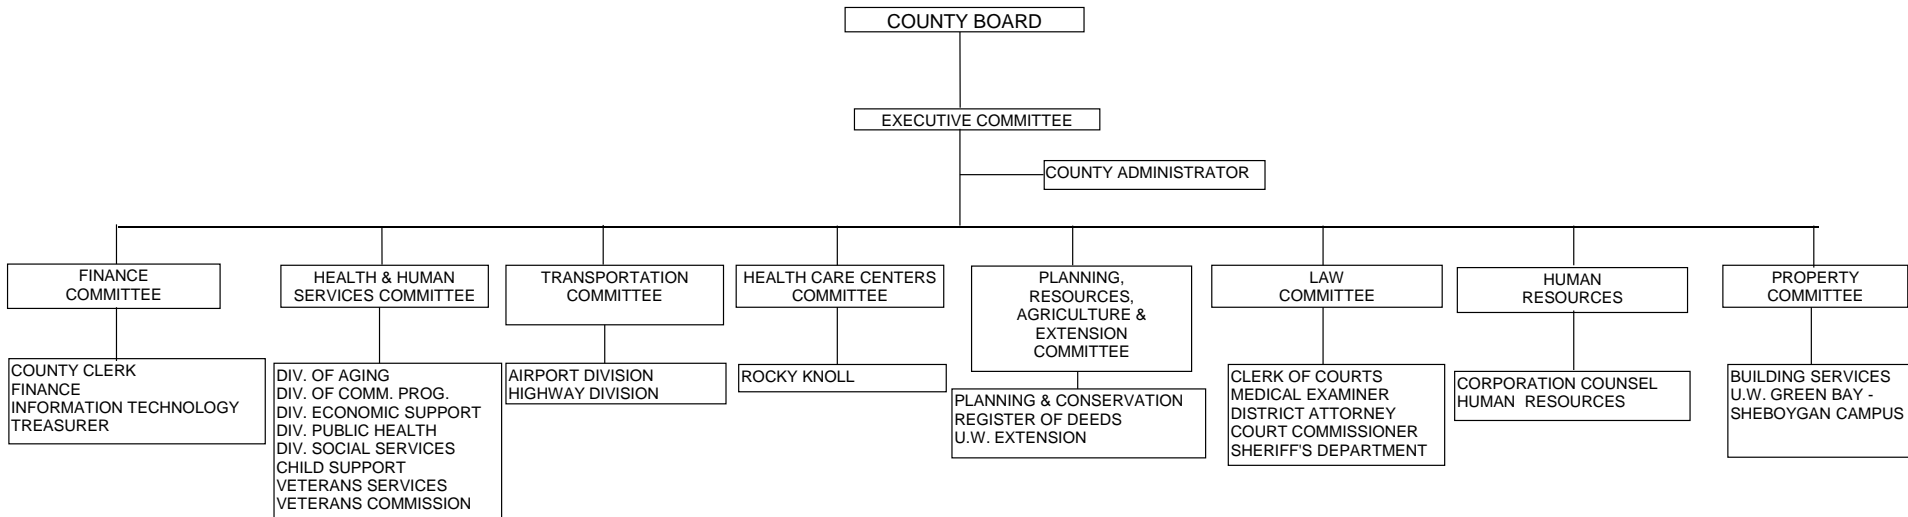 COUNTY BOARD
EXECUTIVE COMMITTEE
COUNTY ADMINISTRATOR
FINANCE
COMMITTEE
HEALTH & HUMAN
SERVICES COMMITTEE
TRANSPORTATION
COMMITTEE
HEALTH CARE CENTERS
COMMITTEE
PLANNING,
RESOURCES,
AGRICULTURE &
EXTENSION
COMMITTEE
LAW
COMMITTEE
HUMAN
RESOURCES
PROPERTY
COMMITTEE
COUNTY CLERK
FINANCE
INFORMATION TECHNOLOGY
TREASURER
DIV. OF AGING
DIV. OF COMM. PROG.
DIV. ECONOMIC SUPPORT
DIV. PUBLIC HEALTH
DIV. SOCIAL SERVICES
CHILD SUPPORT
VETERANS SERVICES
VETERANS COMMISSION
AIRPORT DIVISION
HIGHWAY DIVISION
ROCKY KNOLL
PLANNING & CONSERVATION
REGISTER OF DEEDS
U.W. EXTENSION
CLERK OF COURTS
MEDICAL EXAMINER
DISTRICT ATTORNEY
COURT COMMISSIONER
SHERIFF'S DEPARTMENT
CORPORATION COUNSEL
HUMAN RESOURCES
BUILDING SERVICES
U.W. GREEN BAY -
SHEBOYGAN CAMPUS